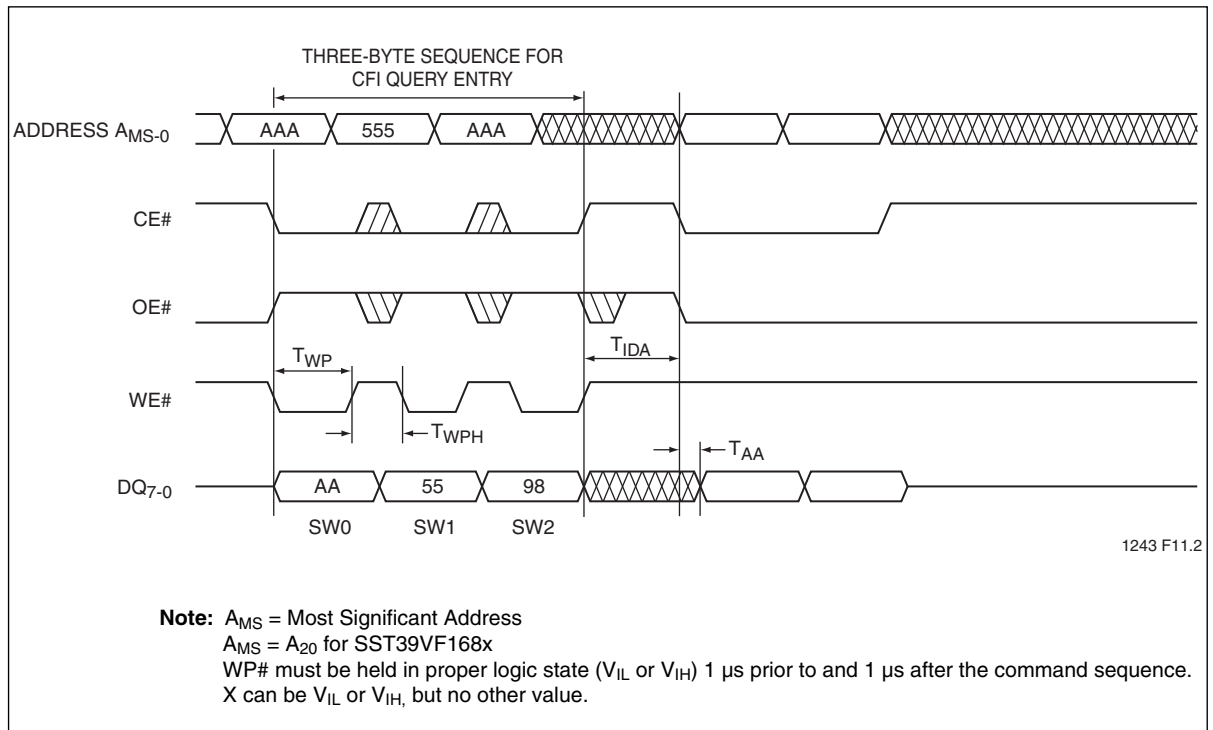 THREE-BYTE SEQUENCE FOR
CFI QUERY ENTRY
ADDRESS AMS-0
AAA 555 AAA
CE#
OE#
TWP
TIDA
WE#
TWPH
TAA
DQ7-0
AA 55 98
SW0 SW1 SW2
1243 F11.2
Note: AMS = Most Significant Address
AMS = A20 for SST39VF168x
WP# must be held in proper logic state (VIL or VIH) 1 µs prior to and 1 µs after the command sequence.
X can be VIL or VIH, but no other value.